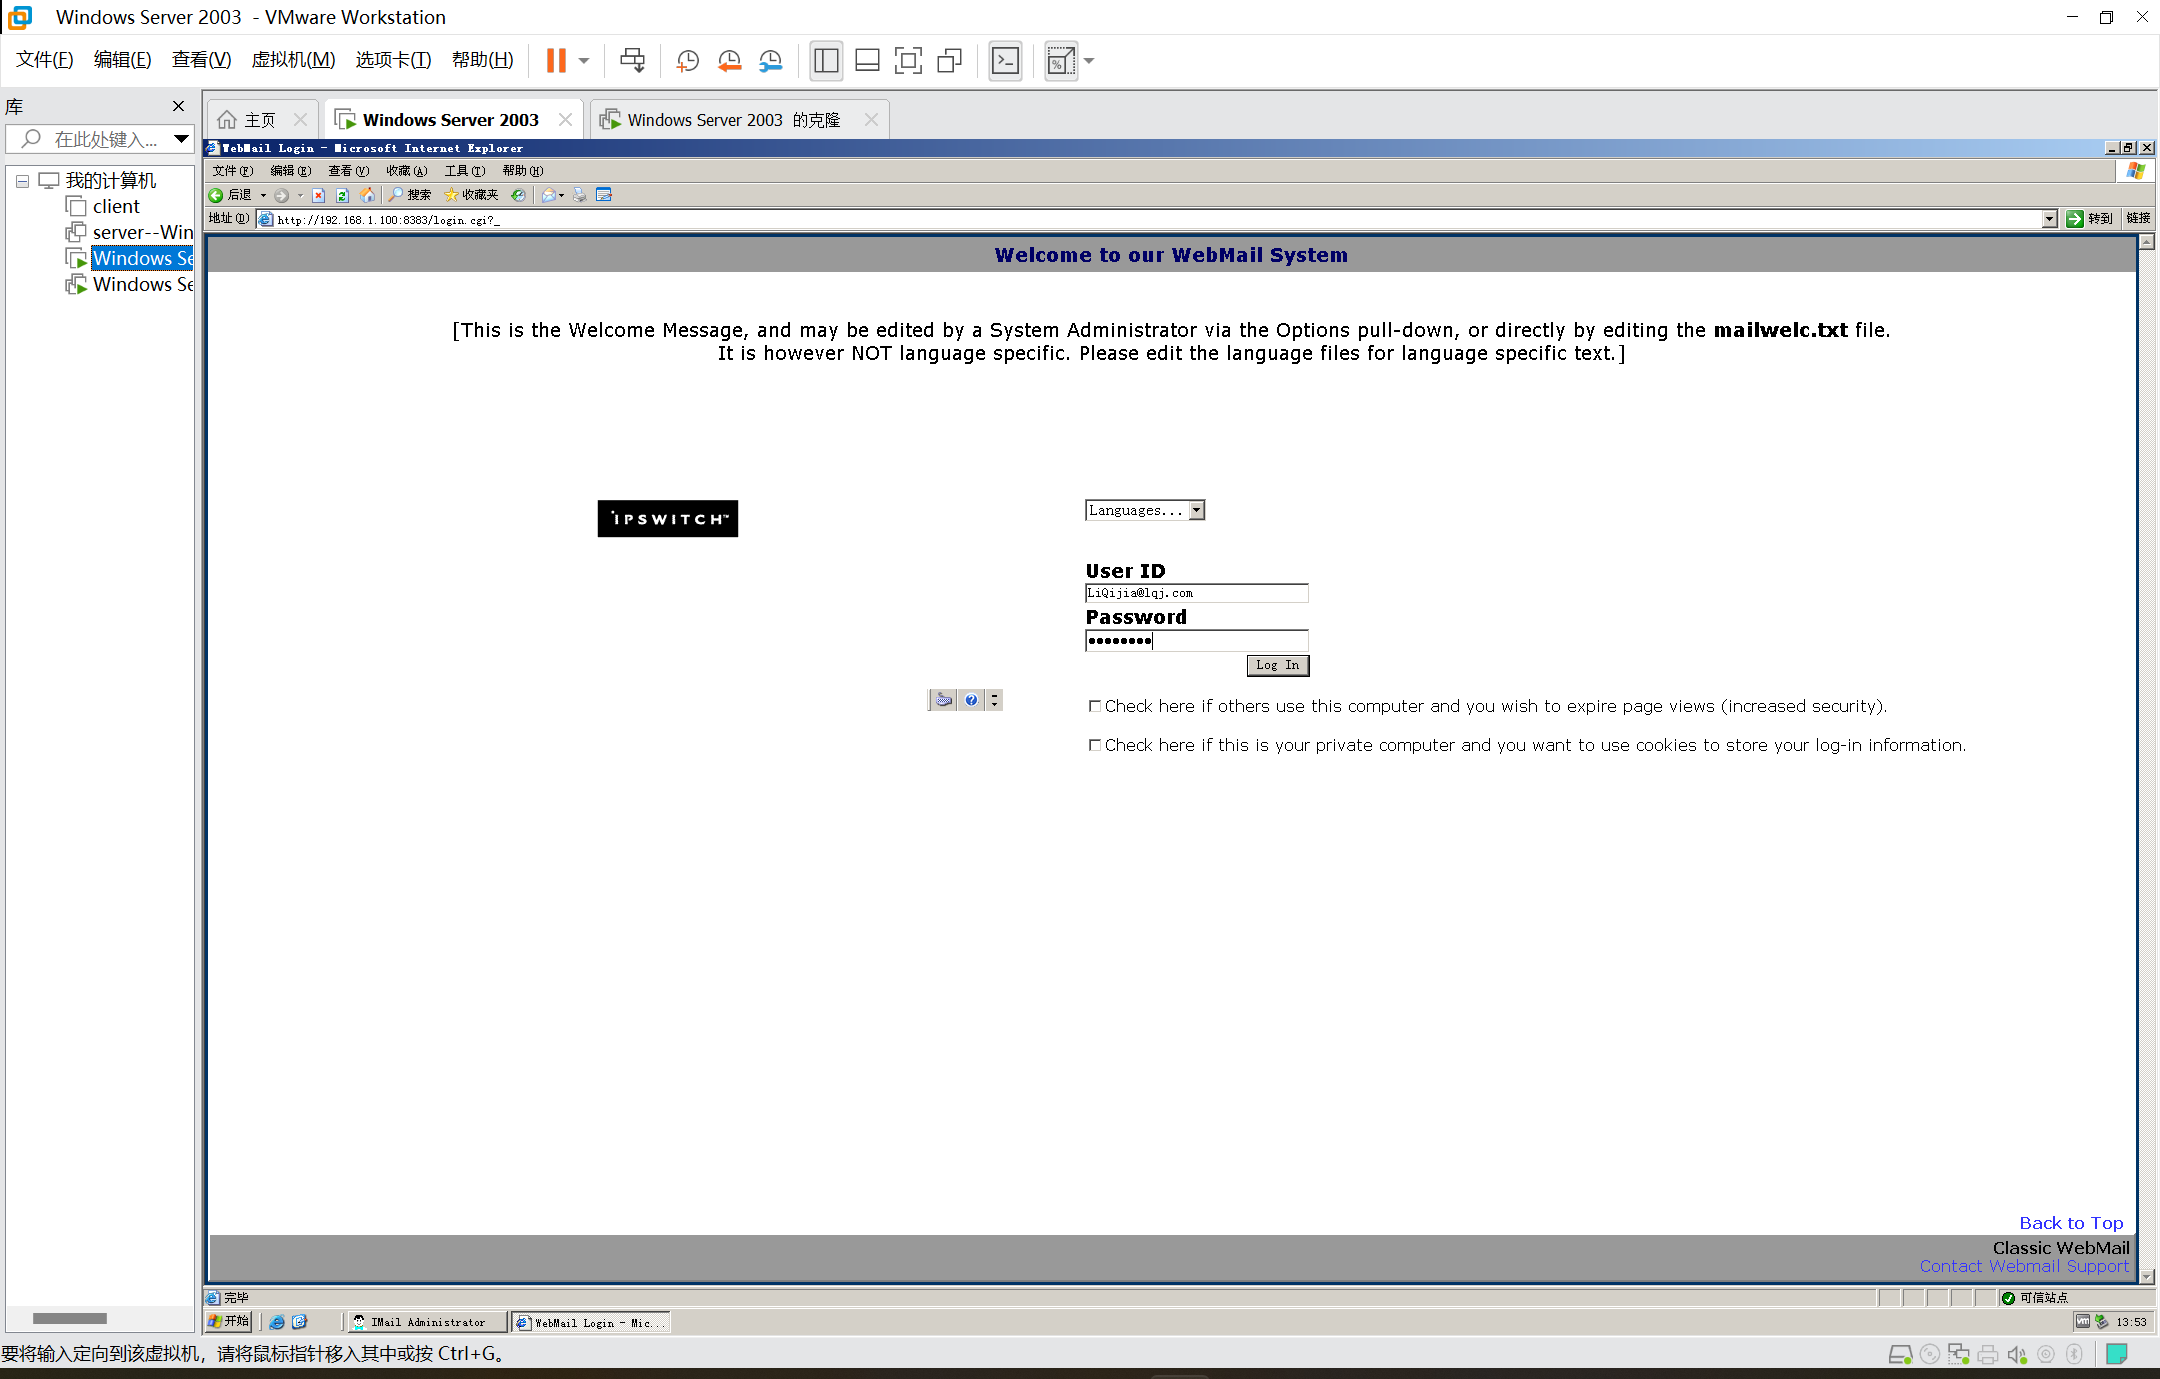 Windows Server 2003 - VMware Workstation
文件(F) 编辑(E) 查看(V) 虚拟机(M) 选项卡(T) 帮助(H)
库
在此处键入...
我的计算机
client
server--Win
Windows Se
Windows Se
主页 Windows Server 2003 Windows Server 2003 的克隆
WebMail Login - Microsoft Internet Explorer
文件(F) 编辑(E) 查看(V) 收藏(A) 工具(T) 帮助(H)
后退 搜索 收藏夹
地址(D) http://192.168.1.100:8383/login.cgi?_ 转到 链接
Welcome to our WebMail System
[This is the Welcome Message, and may be edited by a System Administrator via the Options pull-down, or directly by editing the mailwelc.txt file.
It is however NOT language specific. Please edit the language files for language specific text.]
IPSWITCH™
Languages...
User ID
LiQijia@lqj.com
Password
••••••••
Log In
Check here if others use this computer and you wish to expire page views (increased security).
Check here if this is your private computer and you want to use cookies to store your log-in information.
Back to Top
Classic WebMail
Contact Webmail Support
完毕 可信站点
开始 IMail Administrator WebMail Login - Mic... 13:53
要将输入定向到该虚拟机，请将鼠标指针移入其中或按 Ctrl+G。